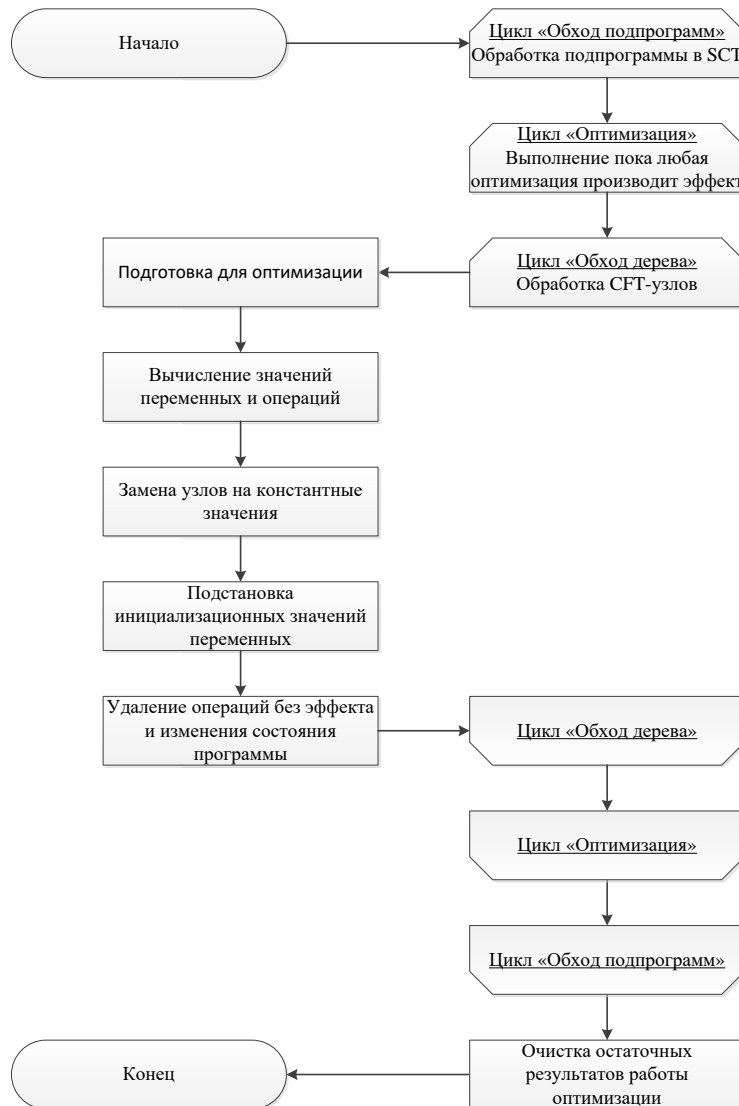 Начало
Цикл «Обход подпрограмм»
Обработка подпрограммы в SCT
Цикл «Оптимизация»
Выполнение пока любая
оптимизация производит эффект
Цикл «Обход дерева»
Обработка CFT-узлов
Подготовка для оптимизации
Вычисление значений
переменных и операций
Замена узлов на константные
значения
Подстановка
инициализационных значений
переменных
Удаление операций без эффекта
и изменения состояния
программы
Цикл «Обход дерева»
Цикл «Оптимизация»
Цикл «Обход подпрограмм»
Очистка остаточных
результатов работы
оптимизации
Конец